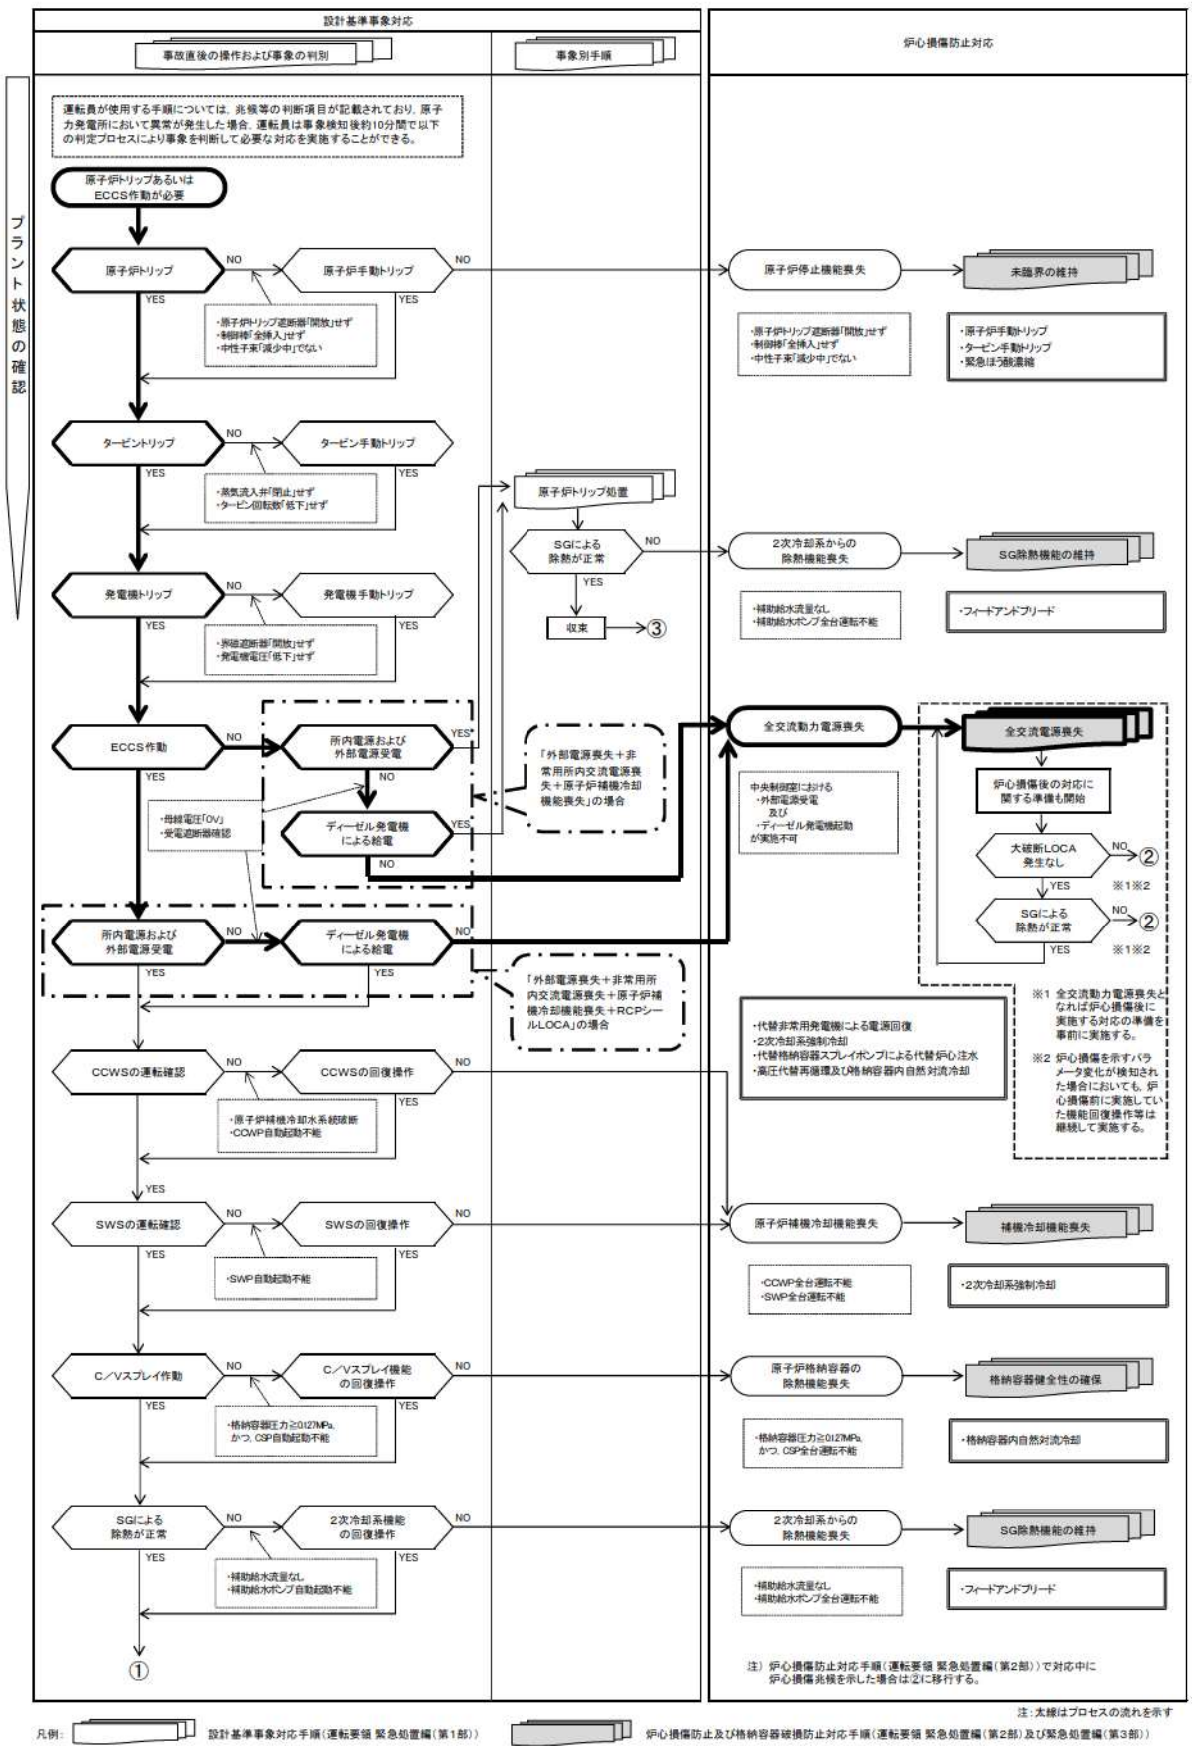 設計基準事象対応
事故直後の操作および事象の判別
事象別手順
炉心損傷防止対応
プラント状態の確認
運転員が使用する手順については、兆候等の判断項目が記載されており、原子
力発電所において異常が発生した場合、運転員は事象検知後約10分間で以下
の判定プロセスにより事象を判断して必要な対応を実施することができる。
原子炉トリップあるいは
ECCS作動が必要
原子炉トリップ
NO
原子炉手動トリップ
NO
原子炉停止機能喪失
未臨界の維持
YES
YES
・原子炉トリップ遮断器「開放」せず
・制御棒「全挿入」せず
・中性子束「減少中」でない
・原子炉トリップ遮断器「開放」せず
・制御棒「全挿入」せず
・中性子束「減少中」でない
・原子炉手動トリップ
・タービン手動トリップ
・緊急ほう酸濃縮
タービントリップ
NO
タービン手動トリップ
YES
YES
・蒸気流入弁「閉止」せず
・タービン回転数「低下」せず
原子炉トリップ処置
SGによる
除熱が正常
NO
2次冷却系からの
除熱機能喪失
SG除熱機能の維持
YES
・補助給水流量なし
・補助給水ポンプ全台運転不能
・フィードアンドブリード
収束
③
発電機トリップ
NO
発電機手動トリップ
YES
YES
・界磁遮断器「開放」せず
・発電機電圧「低下」せず
ECCS作動
NO
所内電源および
外部電源受電
YES
NO
YES
・母線電圧「0V」
・受電遮断器確認
ディーゼル発電機
による給電
YES
NO
「外部電源喪失+非
常用所内交流電源喪
失+原子炉補機冷却
機能喪失」の場合
全交流動力電源喪失
全交流電源喪失
中央制御室における
・外部電源受電
及び
・ディーゼル発電機起動
が実施不可
炉心損傷後の対応に
関する準備も開始
大破断LOCA
発生なし
NO
②
YES
※1※2
SGによる
除熱が正常
NO
②
YES
※1※2
所内電源および
外部電源受電
NO
ディーゼル発電機
による給電
NO
YES
YES
「外部電源喪失+非常用所
内交流電源喪失+原子炉補
機冷却機能喪失+RCPシー
ルLOCA」の場合
・代替非常用発電機による電源回復
・2次冷却系強制冷却
・代替格納容器スプレイポンプによる代替炉心注水
・高圧代替再循環及び格納容器内自然対流冷却
※1 全交流動力電源喪失と
なれば炉心損傷後に
実施する対応の準備を
事前に実施する。
※2 炉心損傷を示すパラ
メータ変化が検知され
た場合においても、炉
心損傷前に実施してい
た機能回復操作等は
継続して実施する。
CCWSの運転確認
NO
CCWSの回復操作
NO
YES
・原子炉補機冷却水系統破断
・CCWP自動起動不能
YES
SWSの運転確認
NO
SWSの回復操作
NO
原子炉補機冷却機能喪失
補機冷却機能喪失
YES
YES
・SWP自動起動不能
・CCWP全台運転不能
・SWP全台運転不能
・2次冷却系強制冷却
C/Vスプレイ作動
NO
C/Vスプレイ機能
の回復操作
NO
原子炉格納容器の
除熱機能喪失
格納容器健全性の確保
YES
YES
・格納容器圧力≧0.127MPa、
かつ、CSP自動起動不能
・格納容器圧力≧0.127MPa、
かつ、CSP全台運転不能
・格納容器内自然対流冷却
SGによる
除熱が正常
NO
2次冷却系機能
の回復操作
NO
2次冷却系からの
除熱機能喪失
SG除熱機能の維持
YES
YES
・補助給水流量なし
・補助給水ポンプ自動起動不能
・補助給水流量なし
・補助給水ポンプ全台運転不能
・フィードアンドブリード
①
注) 炉心損傷防止対応手順(運転要領 緊急処置編(第2部))で対応中に
炉心損傷兆候を示した場合は②に移行する。
注:太線はプロセスの流れを示す
凡例:
設計基準事象対応手順(運転要領 緊急処置編(第1部))
炉心損傷防止及び格納容器破損防止対応手順(運転要領 緊急処置編(第2部)及び緊急処置編(第3部))